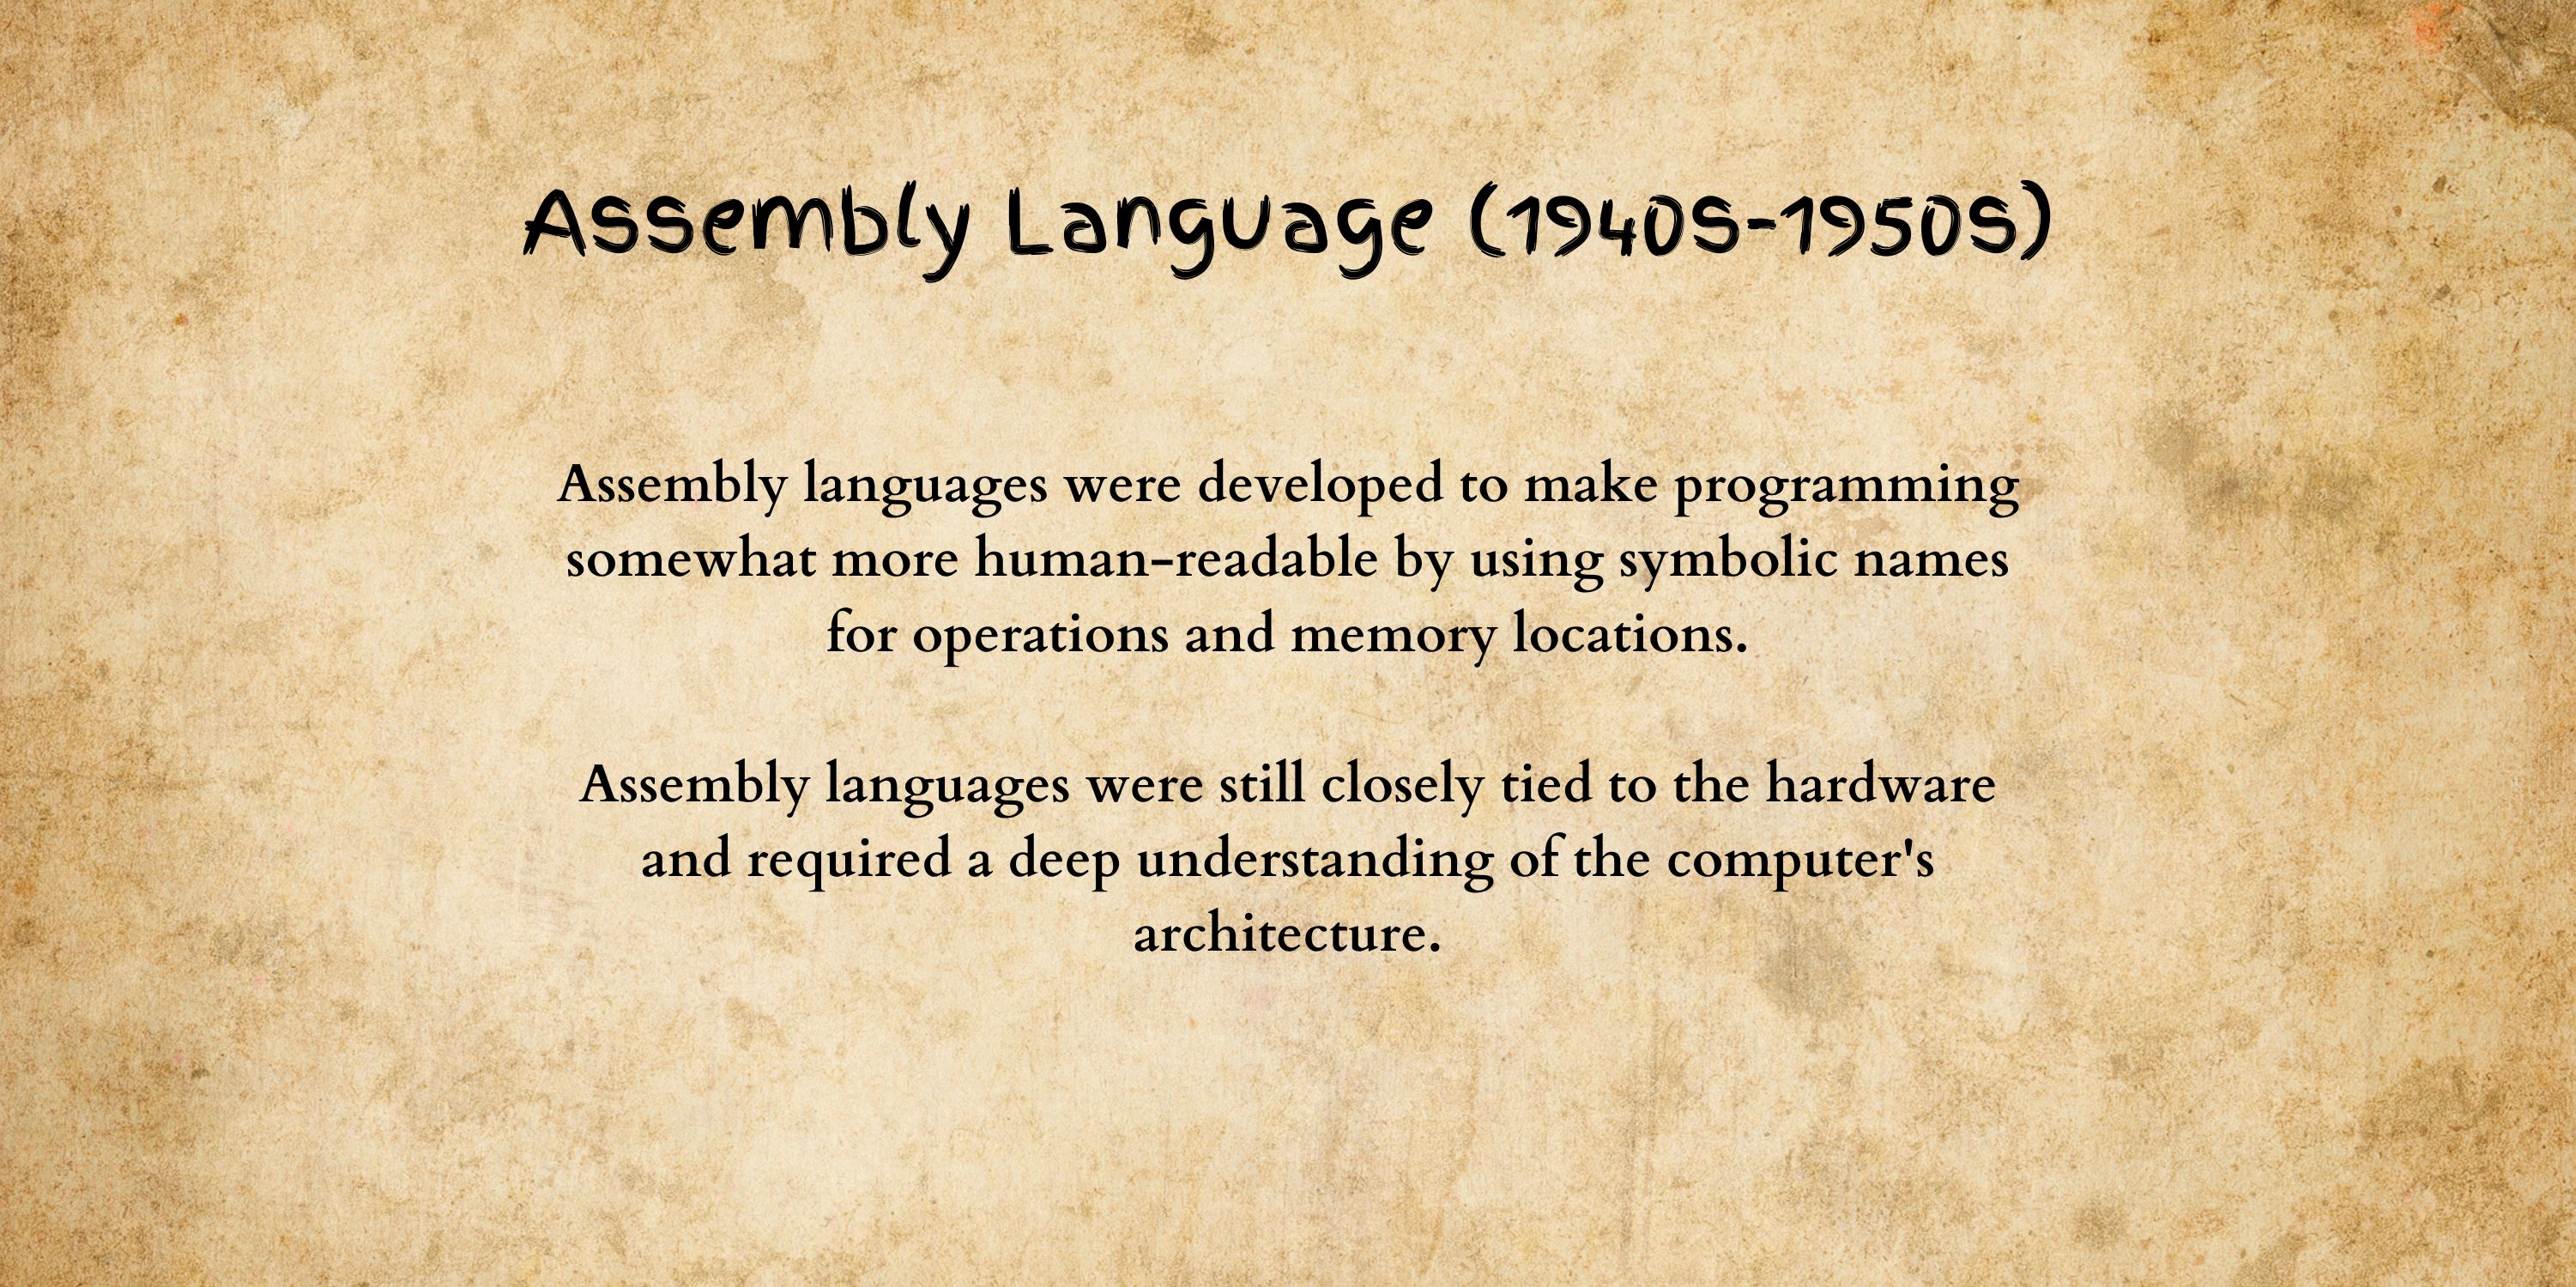 Assembly Language (1940s-1950s)
Assembly languages were developed to make programming
somewhat more human-readable by using symbolic names
for operations and memory locations.
Assembly languages were still closely tied to the hardware
and required a deep understanding of the computer's
architecture.